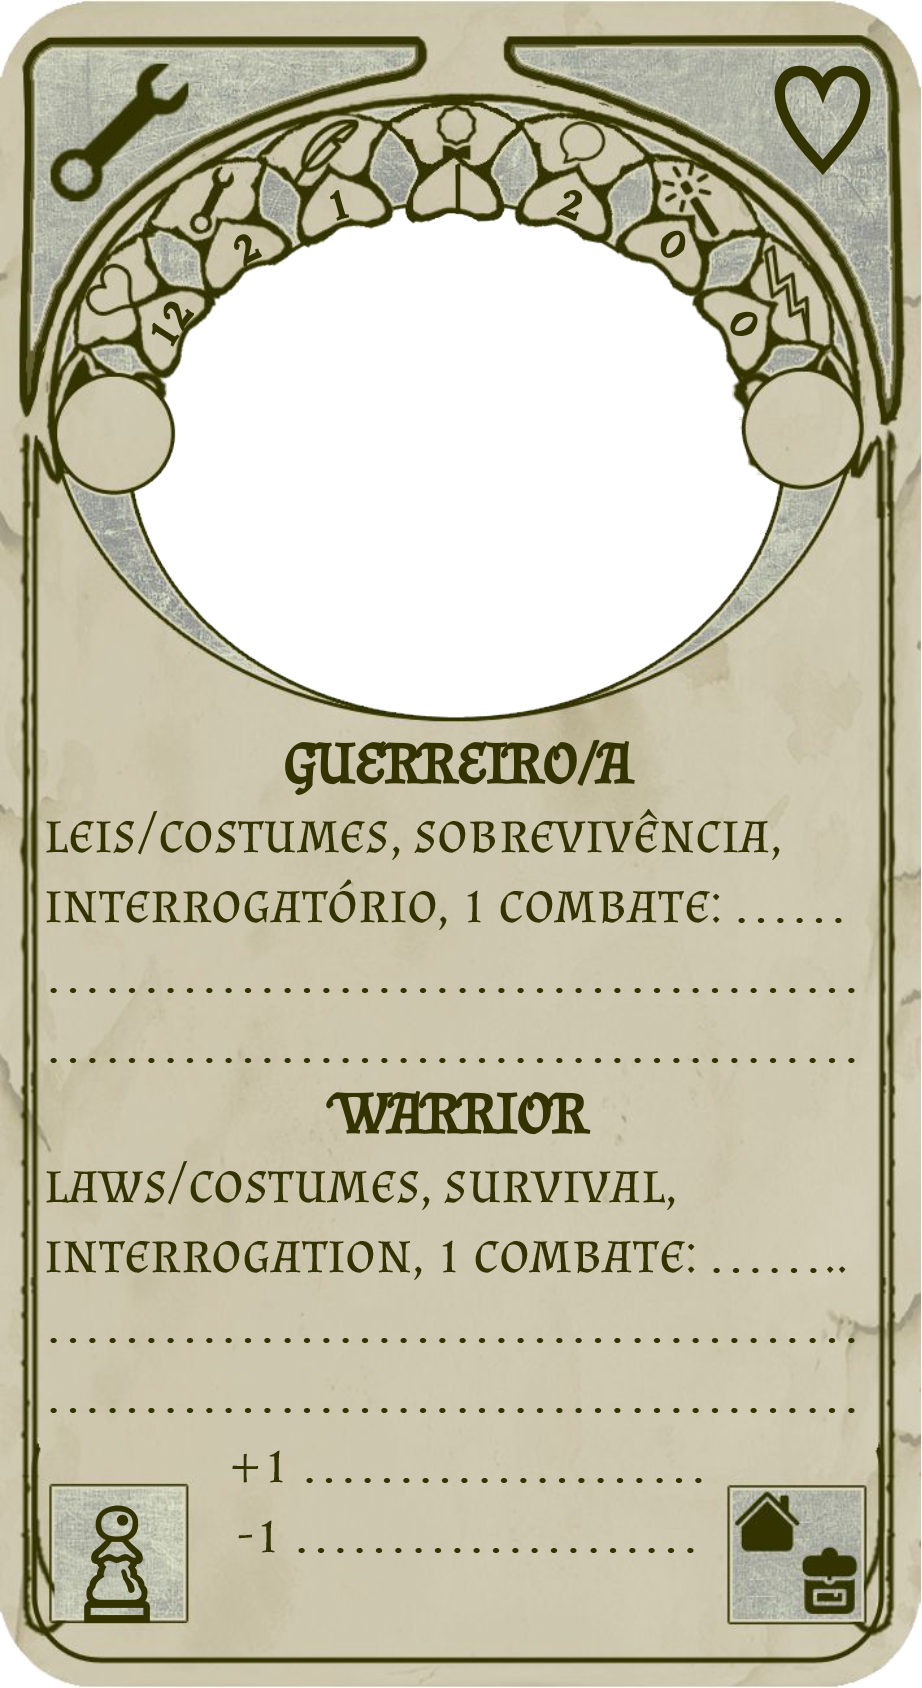 12 2 1 2 0 0
GUERREIRO/A
LEIS/COSTUMES, SOBREVIVÊNCIA,
INTERROGATÓRIO, 1 COMBATE: ......
..................................................
..................................................
WARRIOR
LAWS/COSTUMES, SURVIVAL,
INTERROGATION, 1 COMBATE: ........
..................................................
..................................................
+1 .........................
-1 .........................